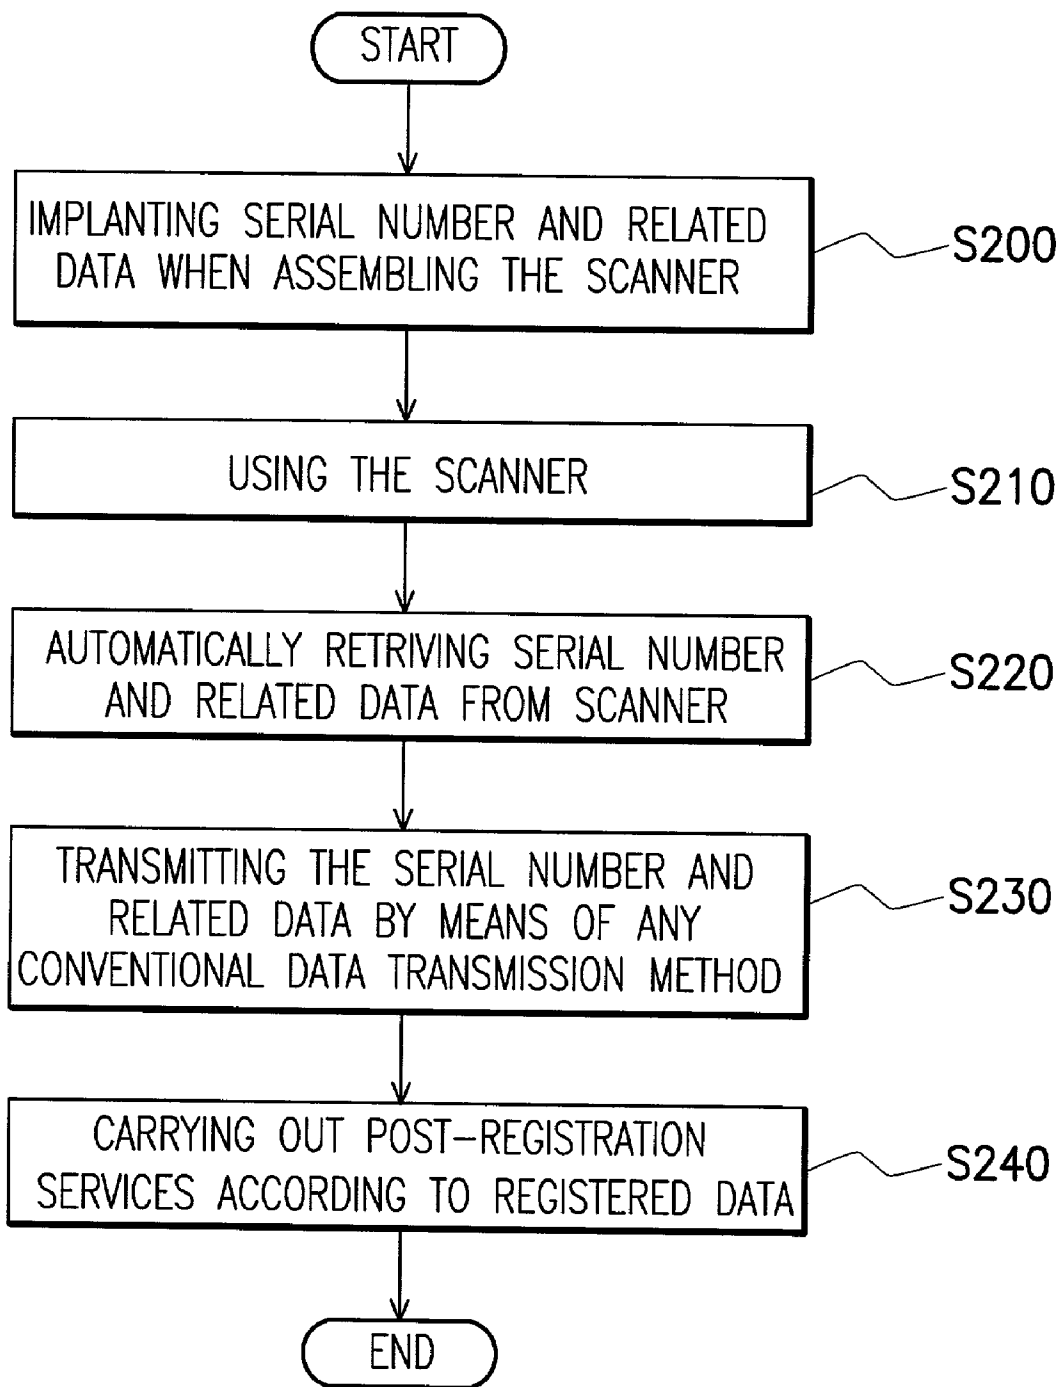 START
IMPLANTING SERIAL NUMBER AND RELATED
DATA WHEN ASSEMBLING THE SCANNER
S200
USING THE SCANNER
S210
AUTOMATICALLY RETRIVING SERIAL NUMBER
AND RELATED DATA FROM SCANNER
S220
TRANSMITTING THE SERIAL NUMBER AND
RELATED DATA BY MEANS OF ANY
CONVENTIONAL DATA TRANSMISSION METHOD
S230
CARRYING OUT POST-REGISTRATION
SERVICES ACCORDING TO REGISTERED DATA
S240
END